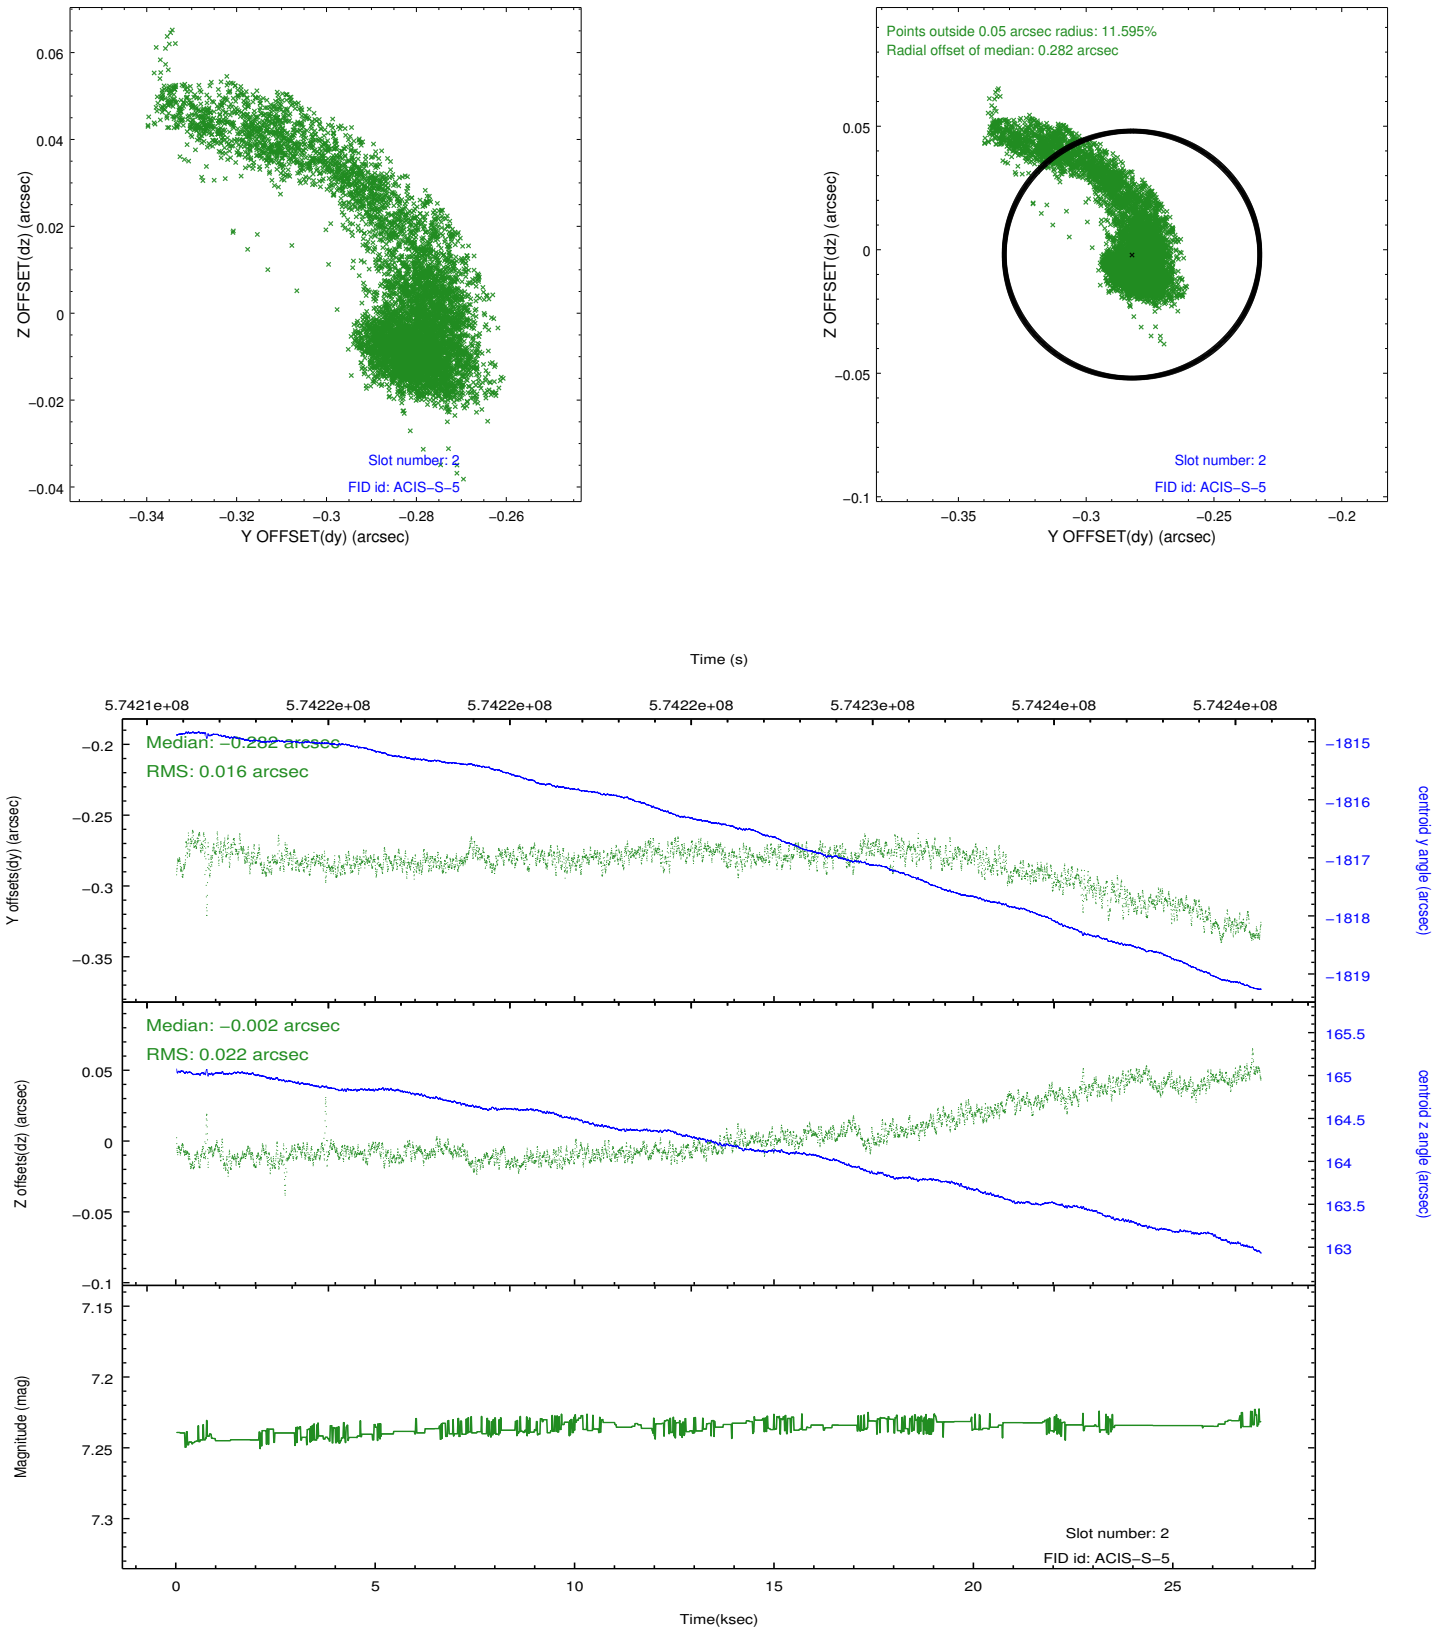 0.06
0.04
0.02
0
−0.02
−0.04
Z OFFSET(dz) (arcsec)
Slot number: 2
FID id: ACIS−S−5
−0.34
−0.32
−0.3
−0.28
−0.26
Y OFFSET(dy) (arcsec)
Points outside 0.05 arcsec radius: 11.595%
Radial offset of median: 0.282 arcsec
0.05
0
−0.05
−0.1
Z OFFSET(dz) (arcsec)
Slot number: 2
FID id: ACIS−S−5
−0.35
−0.3
−0.25
−0.2
Y OFFSET(dy) (arcsec)
Time (s)
5.7421e+08
5.7422e+08
5.7422e+08
5.7422e+08
5.7423e+08
5.7424e+08
5.7424e+08
Median: −0.282 arcsec
RMS: 0.016 arcsec
−0.2
−0.25
−0.3
−0.35
Y offsets(dy) (arcsec)
−1815
−1816
−1817
−1818
−1819
centroid y angle (arcsec)
Median: −0.002 arcsec
RMS: 0.022 arcsec
0.05
0
−0.05
−0.1
Z offsets(dz) (arcsec)
165.5
165
164.5
164
163.5
163
centroid z angle (arcsec)
7.15
7.2
7.25
7.3
Magnitude (mag)
Slot number: 2
FID id: ACIS−S−5
0
5
10
15
20
25
Time(ksec)